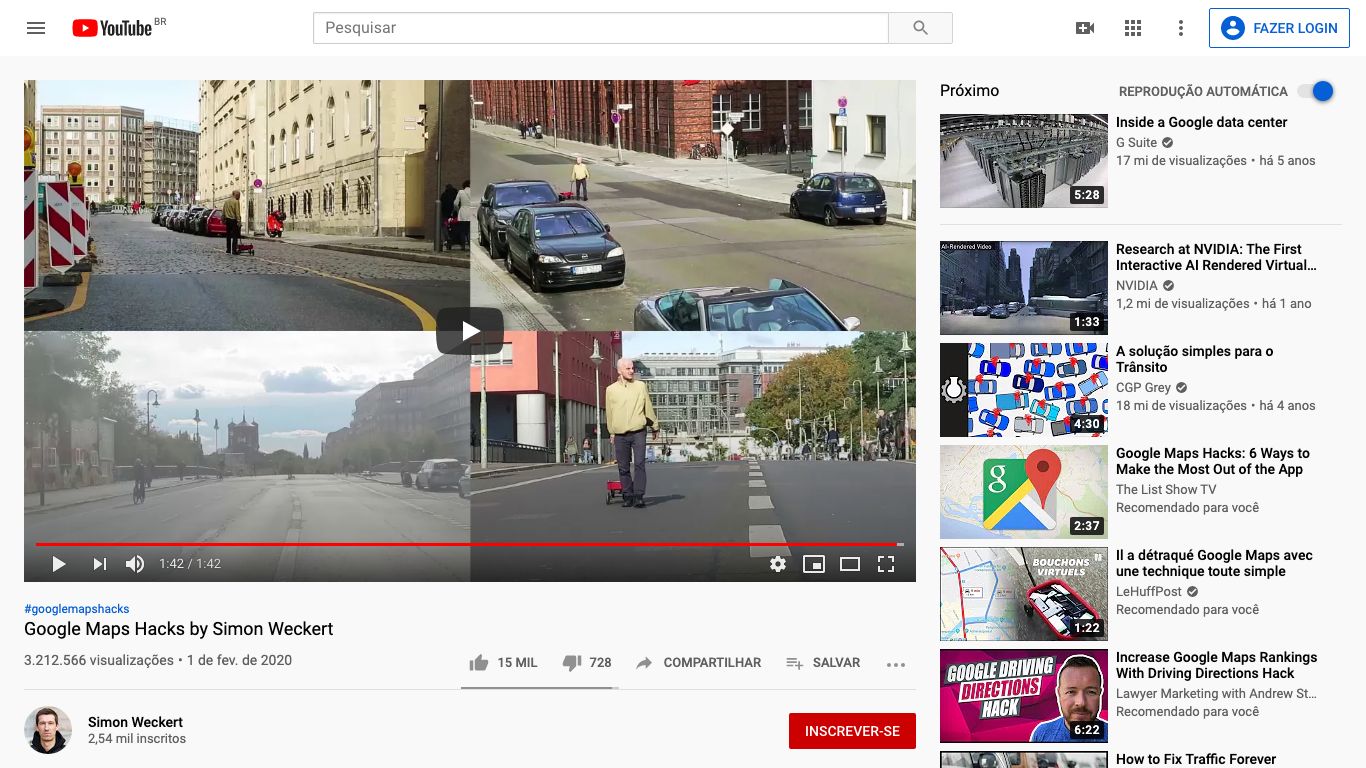 YouTube BR
Pesquisar
FAZER LOGIN
1:42 / 1:42
#googlemapshacks
Google Maps Hacks by Simon Weckert
3.212.566 visualizações • 1 de fev. de 2020
15 MIL
728
COMPARTILHAR
SALVAR
Simon Weckert
2,54 mil inscritos
INSCREVER-SE
Próximo
REPRODUÇÃO AUTOMÁTICA
5:28
Inside a Google data center
G Suite
17 mi de visualizações • há 5 anos
AI-Rendered Video
1:33
Research at NVIDIA: The First
Interactive AI Rendered Virtual...
NVIDIA
1,2 mi de visualizações • há 1 ano
4:30
A solução simples para o
Trânsito
CGP Grey
18 mi de visualizações • há 4 anos
g
2:37
Google Maps Hacks: 6 Ways to
Make the Most Out of the App
The List Show TV
Recomendado para você
BOUCHONS
VIRTUELS
1:22
Il a détraqué Google Maps avec
une technique toute simple
LeHuffPost
Recomendado para você
GOOGLE DRIVING
DIRECTIONS
HACK
6:22
Increase Google Maps Rankings
With Driving Directions Hack
Lawyer Marketing with Andrew St...
Recomendado para você
How to Fix Traffic Forever